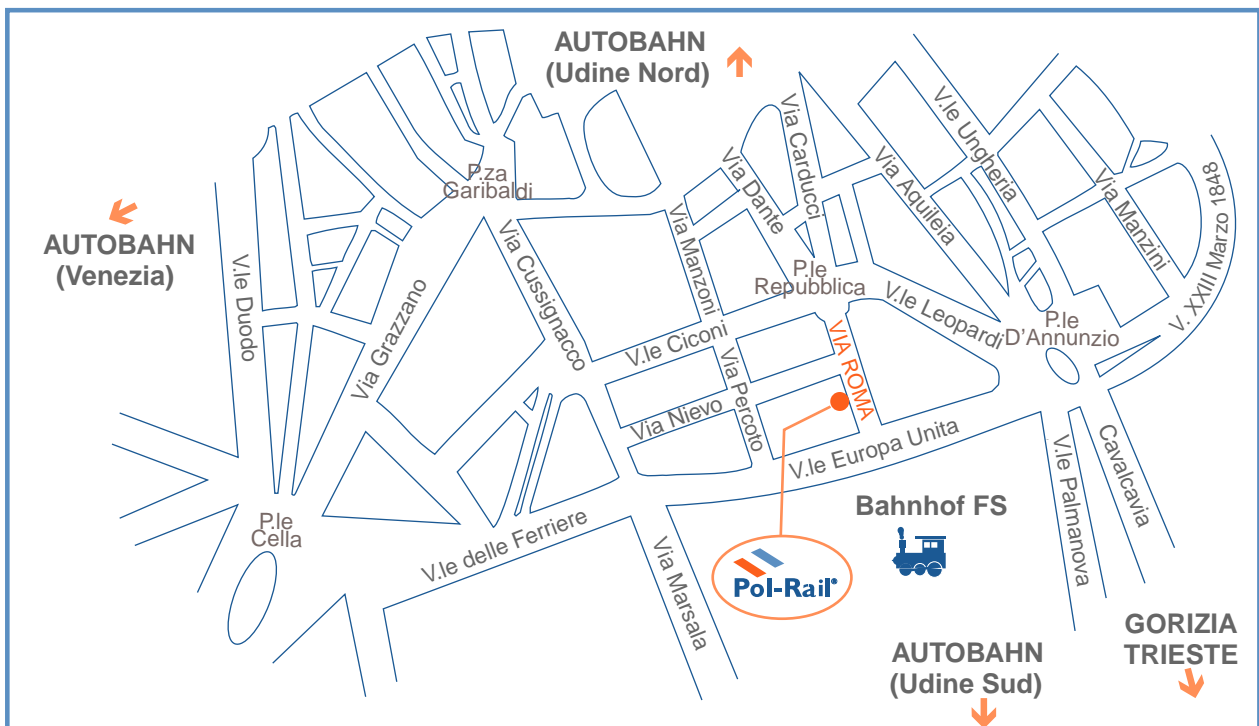 AUTOBAHN
(Udine Nord)
AUTOBAHN
(Venezia)
P.za
Garibaldi
V.le Duodo
Via Grazzano
Via Cussignacco
Via Manzoni
Via Dante
Via Carducci
Via Aquileia
V.le Ungheria
Via Manzini
V. XXIII Marzo 1848
P.le
Repubblica
V.le Leopardi
P.le
D’Annunzio
V.le Ciconi
Via Percoto
VIA ROMA
Via Nievo
V.le Europa Unita
P.le
Cella
V.le delle Ferriere
Via Marsala
Bahnhof FS
Pol-Rail®
V.le Palmanova
Cavalcavia
AUTOBAHN
(Udine Sud)
GORIZIA
TRIESTE